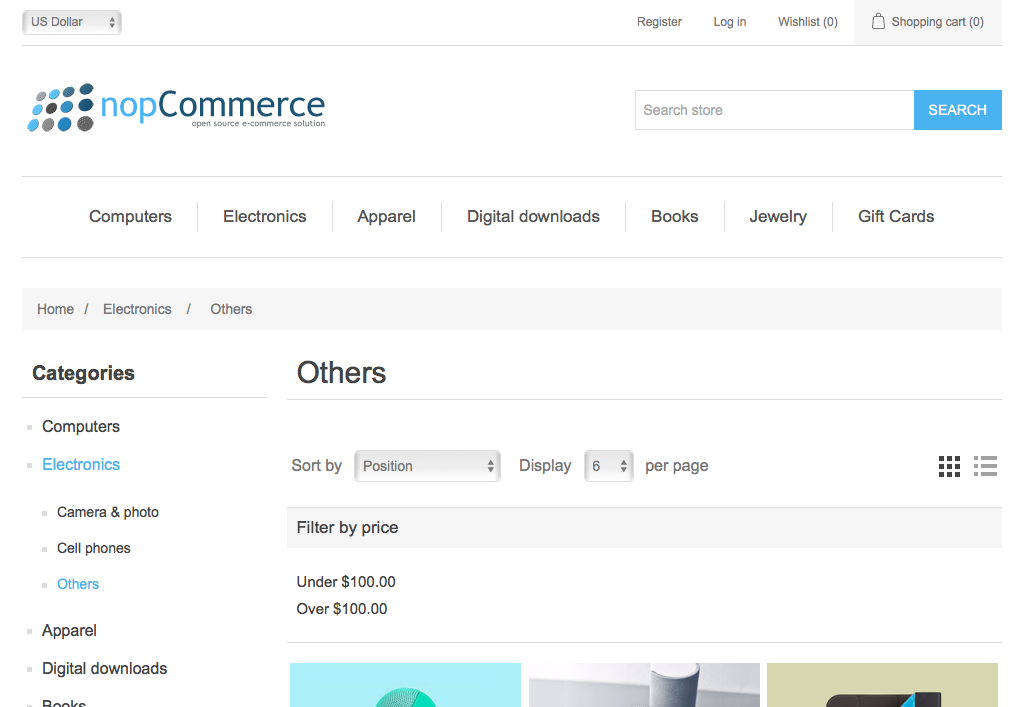 US Dollar
Register Log in Wishlist (0) Shopping cart (0)
nopCommerce
open source e-commerce solution
Search store SEARCH
Computers Electronics Apparel Digital downloads Books Jewelry Gift Cards
Home / Electronics / Others
Categories
Computers
Electronics
Camera & photo
Cell phones
Others
Apparel
Digital downloads
Books
Others
Sort by Position Display 6 per page
Filter by price
Under $100.00
Over $100.00